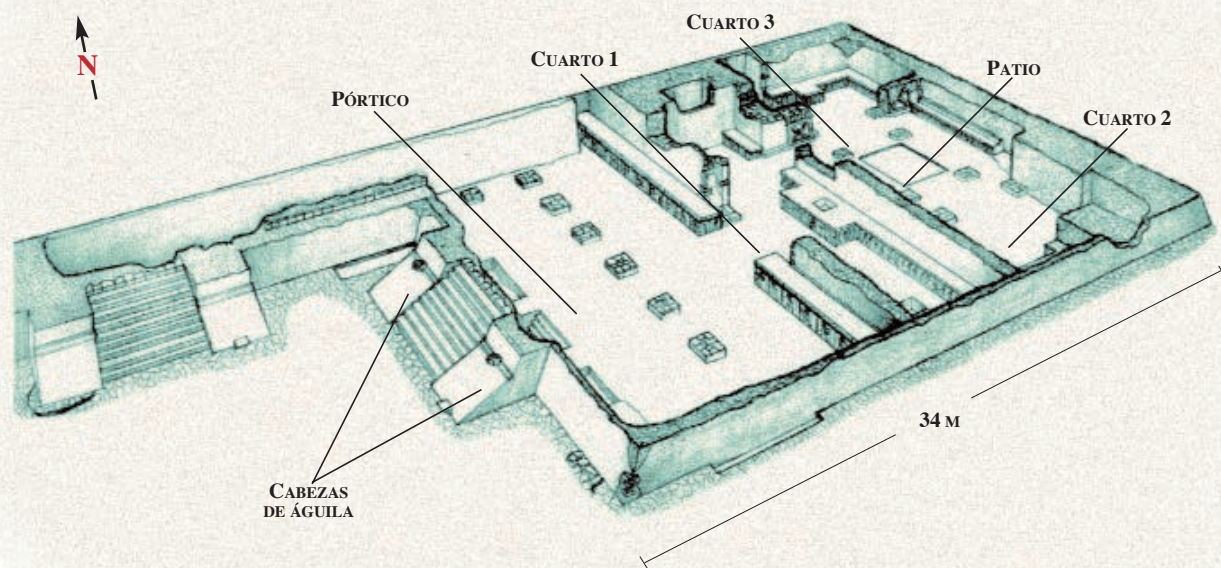 N
CUARTO 3
CUARTO 1
PATIO
PÓRTICO
CUARTO 2
34 M
CABEZAS
DE ÁGUILA